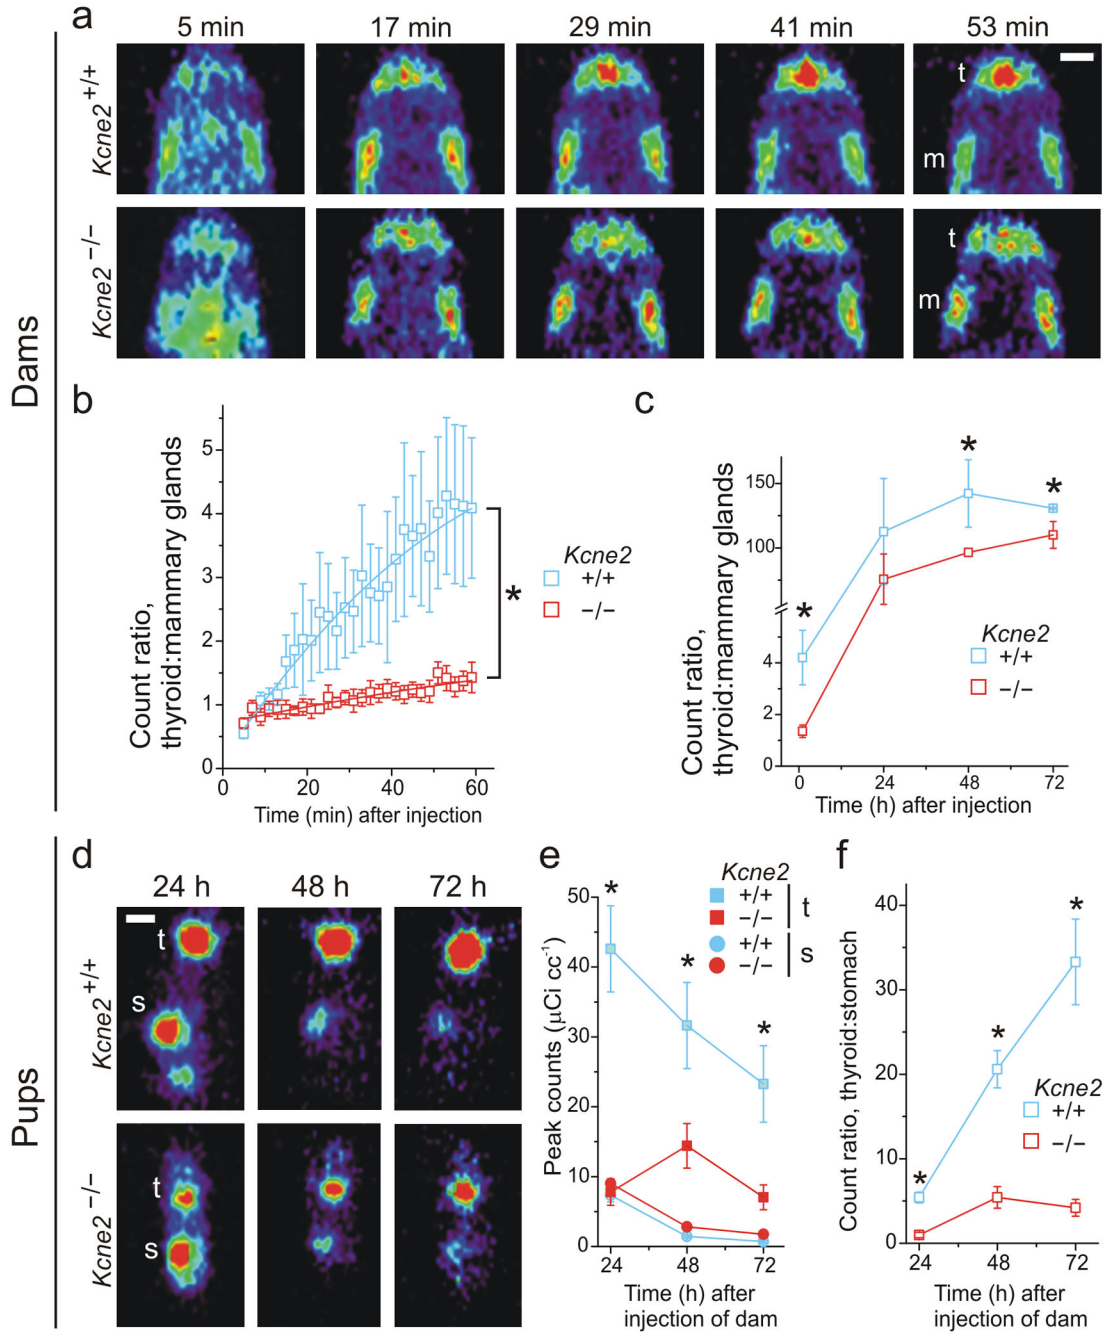 Dams
a
5 min 17 min 29 min 41 min 53 min
Kcne2 +/+
t
m
Kcne2 −/−
t
m
b
Count ratio,
thyroid:mammary glands
5
4
3
2
1
0
0 20 40 60
Time (min) after injection
*
Kcne2
+/+
−/−
c
Count ratio,
thyroid:mammary glands
150
100
4
2
0
0 24 48 72
Time (h) after injection
* * *
Kcne2
+/+
−/−
Pups
d
24 h 48 h 72 h
Kcne2 +/+
t
s
Kcne2 −/−
t
s
e
Peak counts (μCi cc-1)
50
40
30
20
10
0
24 48 72
Time (h) after
injection of dam
* * *
Kcne2
+/+
−/−
t
+/+
−/−
s
f
Count ratio, thyroid:stomach
40
30
20
10
0
24 48 72
Time (h) after
injection of dam
* * *
Kcne2
+/+
−/−